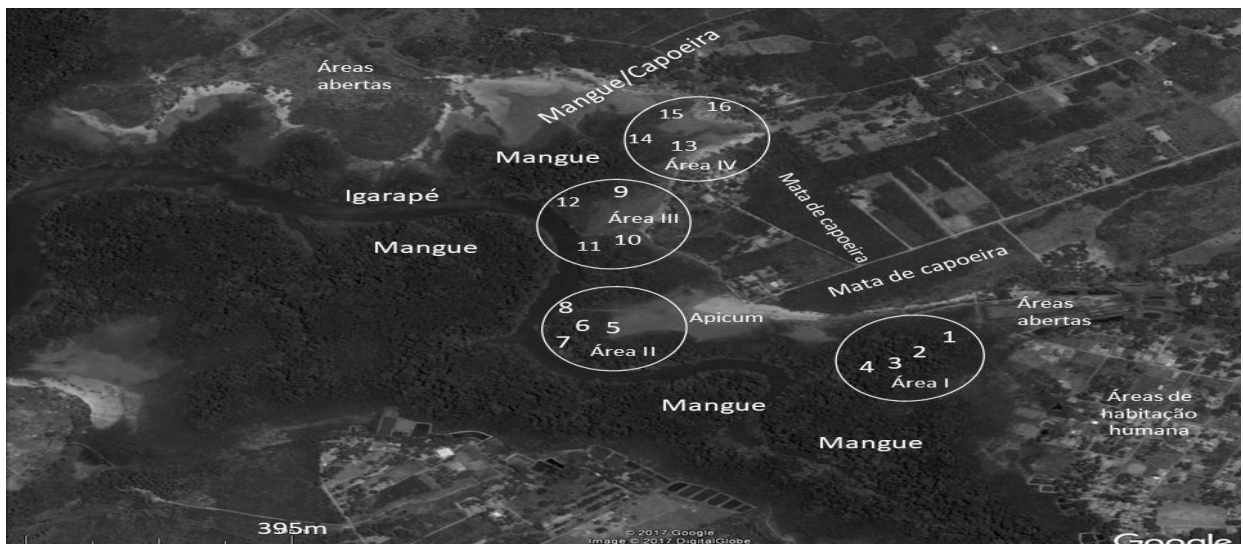 Áreas
abertas
Mangue/Capoeira
15 16
14 13
Área IV
Mangue
Igarapé
Mangue
9
12
Área III
11 10
Mata de capoeira
Mata de capoeira
8
6 5
7
Área II
Apicum
Áreas
abertas
1
2
4 3
Área I
Mangue
Mangue
Áreas de
habitação
humana
395m
© 2017 Google
Image © 2017 DigitalGlobe
Google